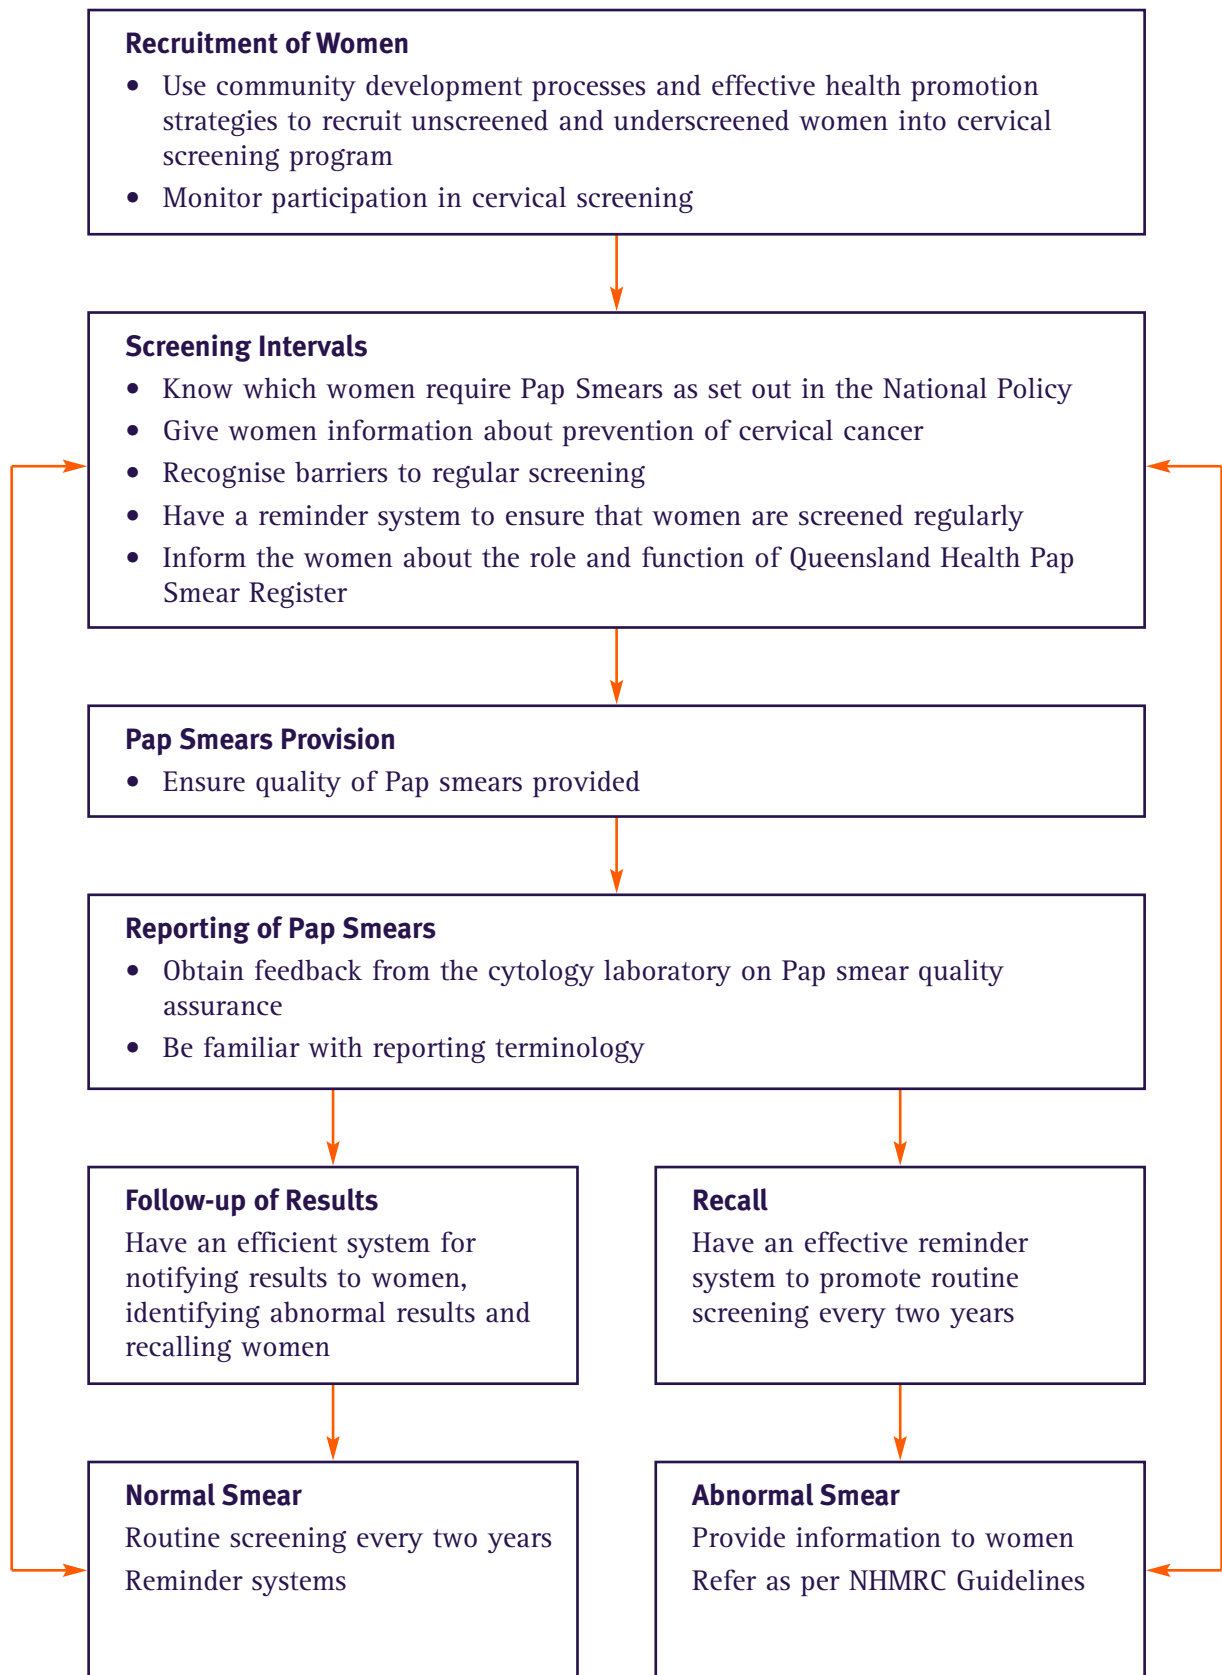 Recruitment of Women
• Use community development processes and effective health promotion
strategies to recruit unscreened and underscreened women into cervical
screening program
• Monitor participation in cervical screening
Screening Intervals
• Know which women require Pap Smears as set out in the National Policy
• Give women information about prevention of cervical cancer
• Recognise barriers to regular screening
• Have a reminder system to ensure that women are screened regularly
• Inform the women about the role and function of Queensland Health Pap
Smear Register
Pap Smears Provision
• Ensure quality of Pap smears provided
Reporting of Pap Smears
• Obtain feedback from the cytology laboratory on Pap smear quality
assurance
• Be familiar with reporting terminology
Follow-up of Results
Have an efficient system for
notifying results to women,
identifying abnormal results and
recalling women
Recall
Have an effective reminder
system to promote routine
screening every two years
Normal Smear
Routine screening every two years
Reminder systems
Abnormal Smear
Provide information to women
Refer as per NHMRC Guidelines